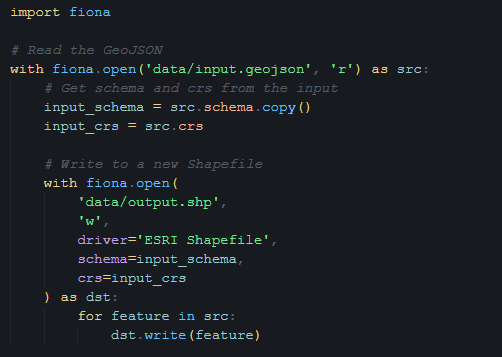 import fiona
# Read the GeoJSON
with fiona.open('data/input.geojson', 'r') as src:
# Get schema and crs from the input
input_schema = src.schema.copy()
input_crs = src.crs
# Write to a new Shapefile
with fiona.open(
'data/output.shp',
'w',
driver='ESRI Shapefile',
schema=input_schema,
crs=input_crs
) as dst:
for feature in src:
dst.write(feature)